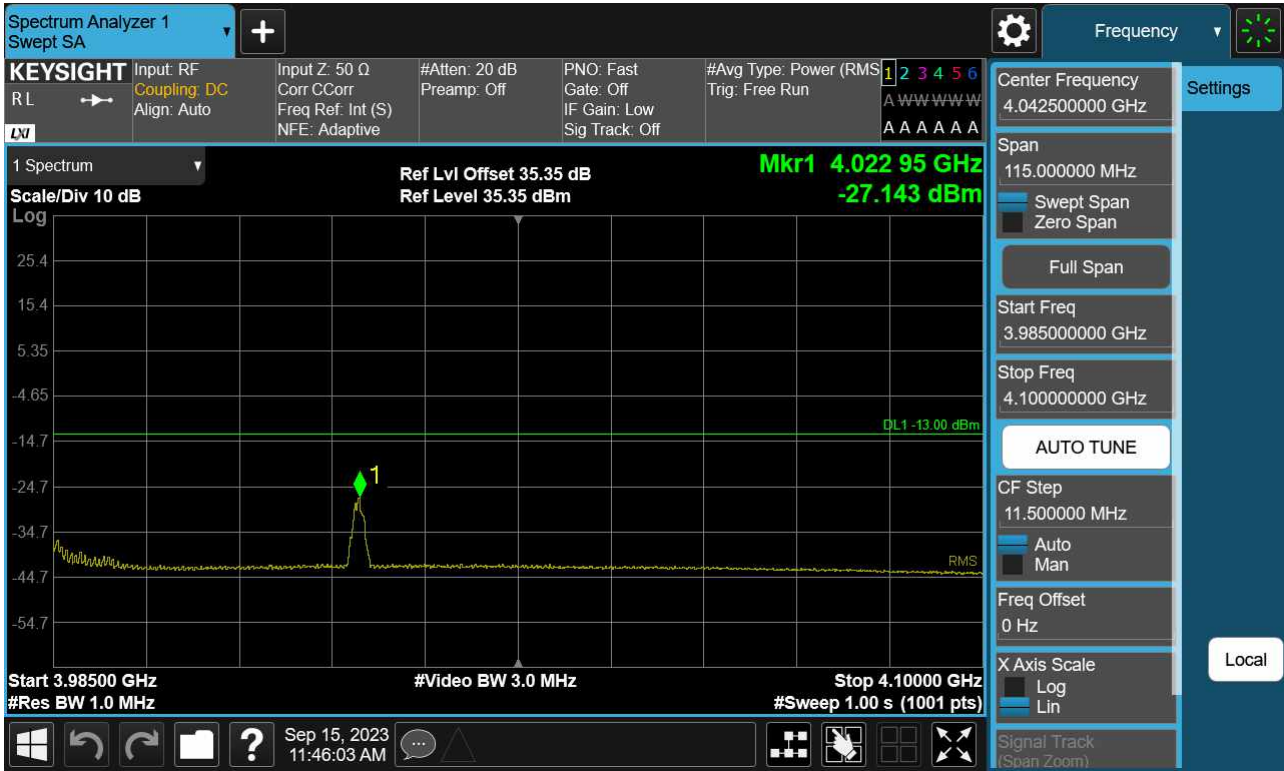 Spectrum Analyzer 1
Swept SA
Frequency
KEYSIGHT
R L
LXI
Input: RF
Coupling: DC
Align: Auto
Input Z: 50 Ω
Corr CCorr
Freq Ref: Int (S)
NFE: Adaptive
#Atten: 20 dB
Preamp: Off
PNO: Fast
Gate: Off
IF Gain: Low
Sig Track: Off
#Avg Type: Power (RMS
Trig: Free Run
1 2 3 4 5 6
A W W W W W
A A A A A A
1 Spectrum
Scale/Div 10 dB
Log
Ref Lvl Offset 35.35 dB
Ref Level 35.35 dBm
Mkr1 4.022 95 GHz
-27.143 dBm
25.4
15.4
5.35
-4.65
-14.7
-24.7
-34.7
-44.7
-54.7
DL1 -13.00 dBm
1
RMS
Start 3.98500 GHz
#Video BW 3.0 MHz
Stop 4.10000 GHz
#Res BW 1.0 MHz
#Sweep 1.00 s (1001 pts)
?
Sep 15, 2023
11:46:03 AM
Center Frequency
4.042500000 GHz
Span
115.000000 MHz
Swept Span
Zero Span
Full Span
Start Freq
3.985000000 GHz
Stop Freq
4.100000000 GHz
AUTO TUNE
CF Step
11.500000 MHz
Auto
Man
Freq Offset
0 Hz
X Axis Scale
Log
Lin
Signal Track
(Span Zoom)
Settings
Local